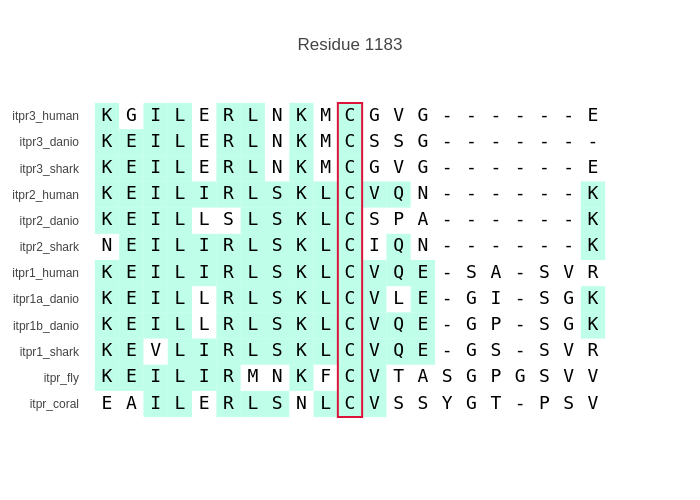 Residue 1183
itpr3_human K G I L E R L N K M C G V G - - - - - - E
itpr3_danio K E I L E R L N K M C S S G - - - - - - -
itpr3_shark K E I L E R L N K M C G V G - - - - - - E
itpr2_human K E I L I R L S K L C V Q N - - - - - - K
itpr2_danio K E I L L S L S K L C S P A - - - - - - K
itpr2_shark N E I L I R L S K L C I Q N - - - - - - K
itpr1_human K E I L I R L S K L C V Q E - S A - S V R
itpr1a_danio K E I L L R L S K L C V L E - G I - S G K
itpr1b_danio K E I L L R L S K L C V Q E - G P - S G K
itpr1_shark K E V L I R L S K L C V Q E - G S - S V R
itpr_fly K E I L I R M N K F C V T A S G P G S V V
itpr_coral E A I L E R L S N L C V S S Y G T - P S V